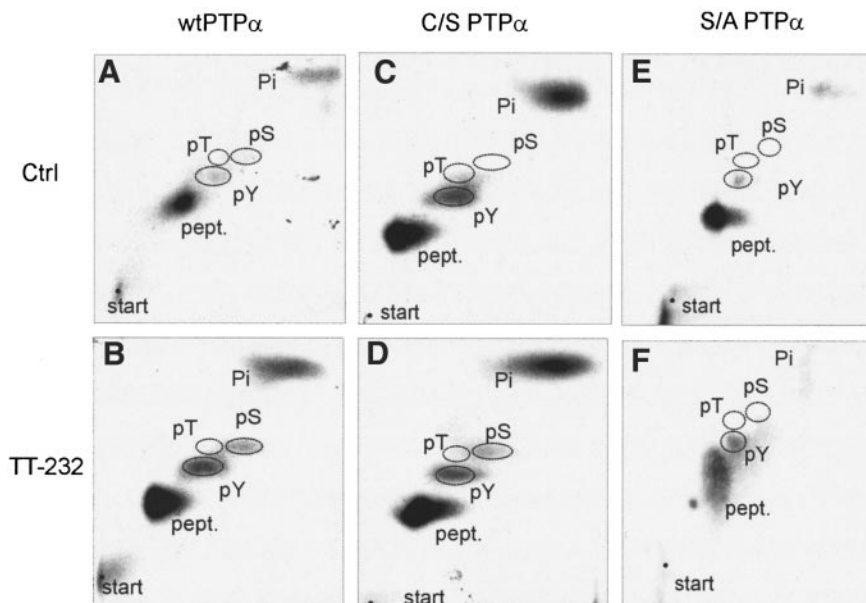 wtPTPα C/S PTPα S/A PTPα
A C E
Pi Pi Pi
pT pS pT pS pT pS
Ctrl
pY pY pY
pept. pept. pept.
start start start
B D F
Pi Pi Pi
pT pS pT pS pT pS
TT-232
pY pY pY
pept. pept. pept.
start start start